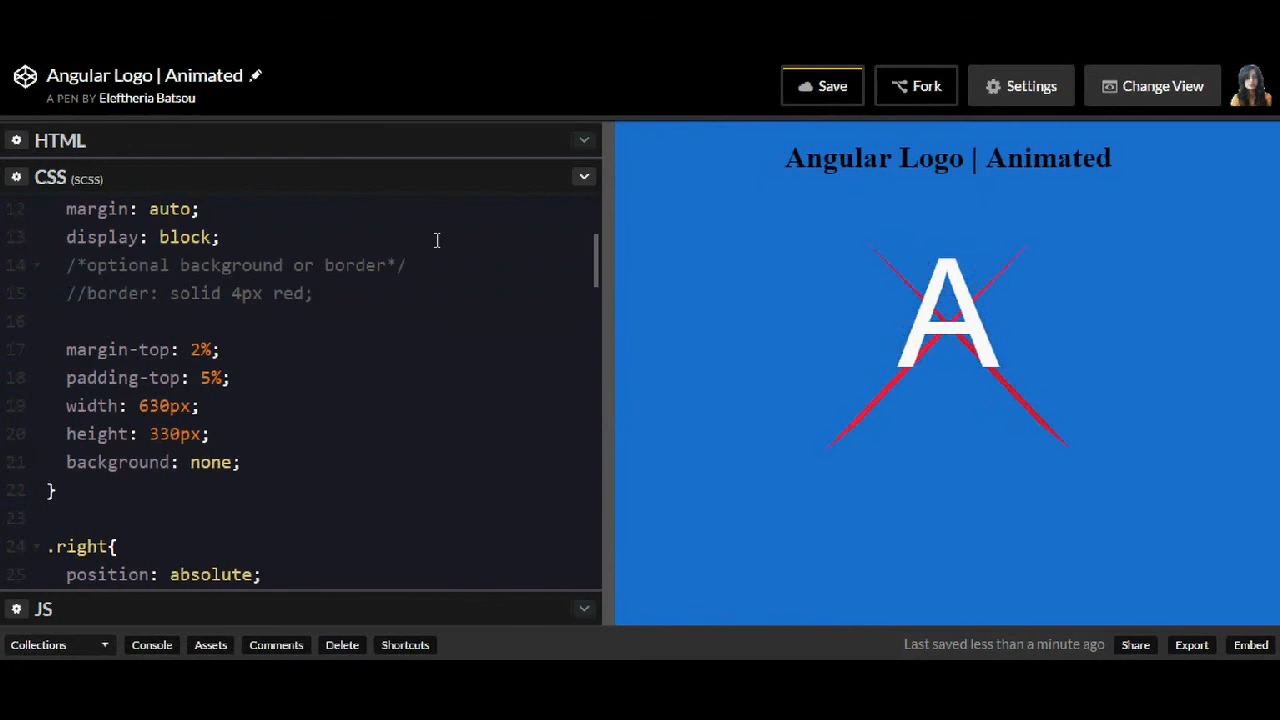 Angular Logo | Animated
A PEN BY Eleftheria Batsou
Save
Fork
Settings
Change View
HTML
CSS (SCSS)
12 margin: auto;
13 display: block;
14 /*optional background or border*/
15 //border: solid 4px red;
16
17 margin-top: 2%;
18 padding-top: 5%;
19 width: 630px;
20 height: 330px;
21 background: none;
22 }
23
24 .right{
25 position: absolute;
JS
Angular Logo | Animated
A
Collections
Console
Assets
Comments
Delete
Shortcuts
Last saved less than a minute ago
Share
Export
Embed